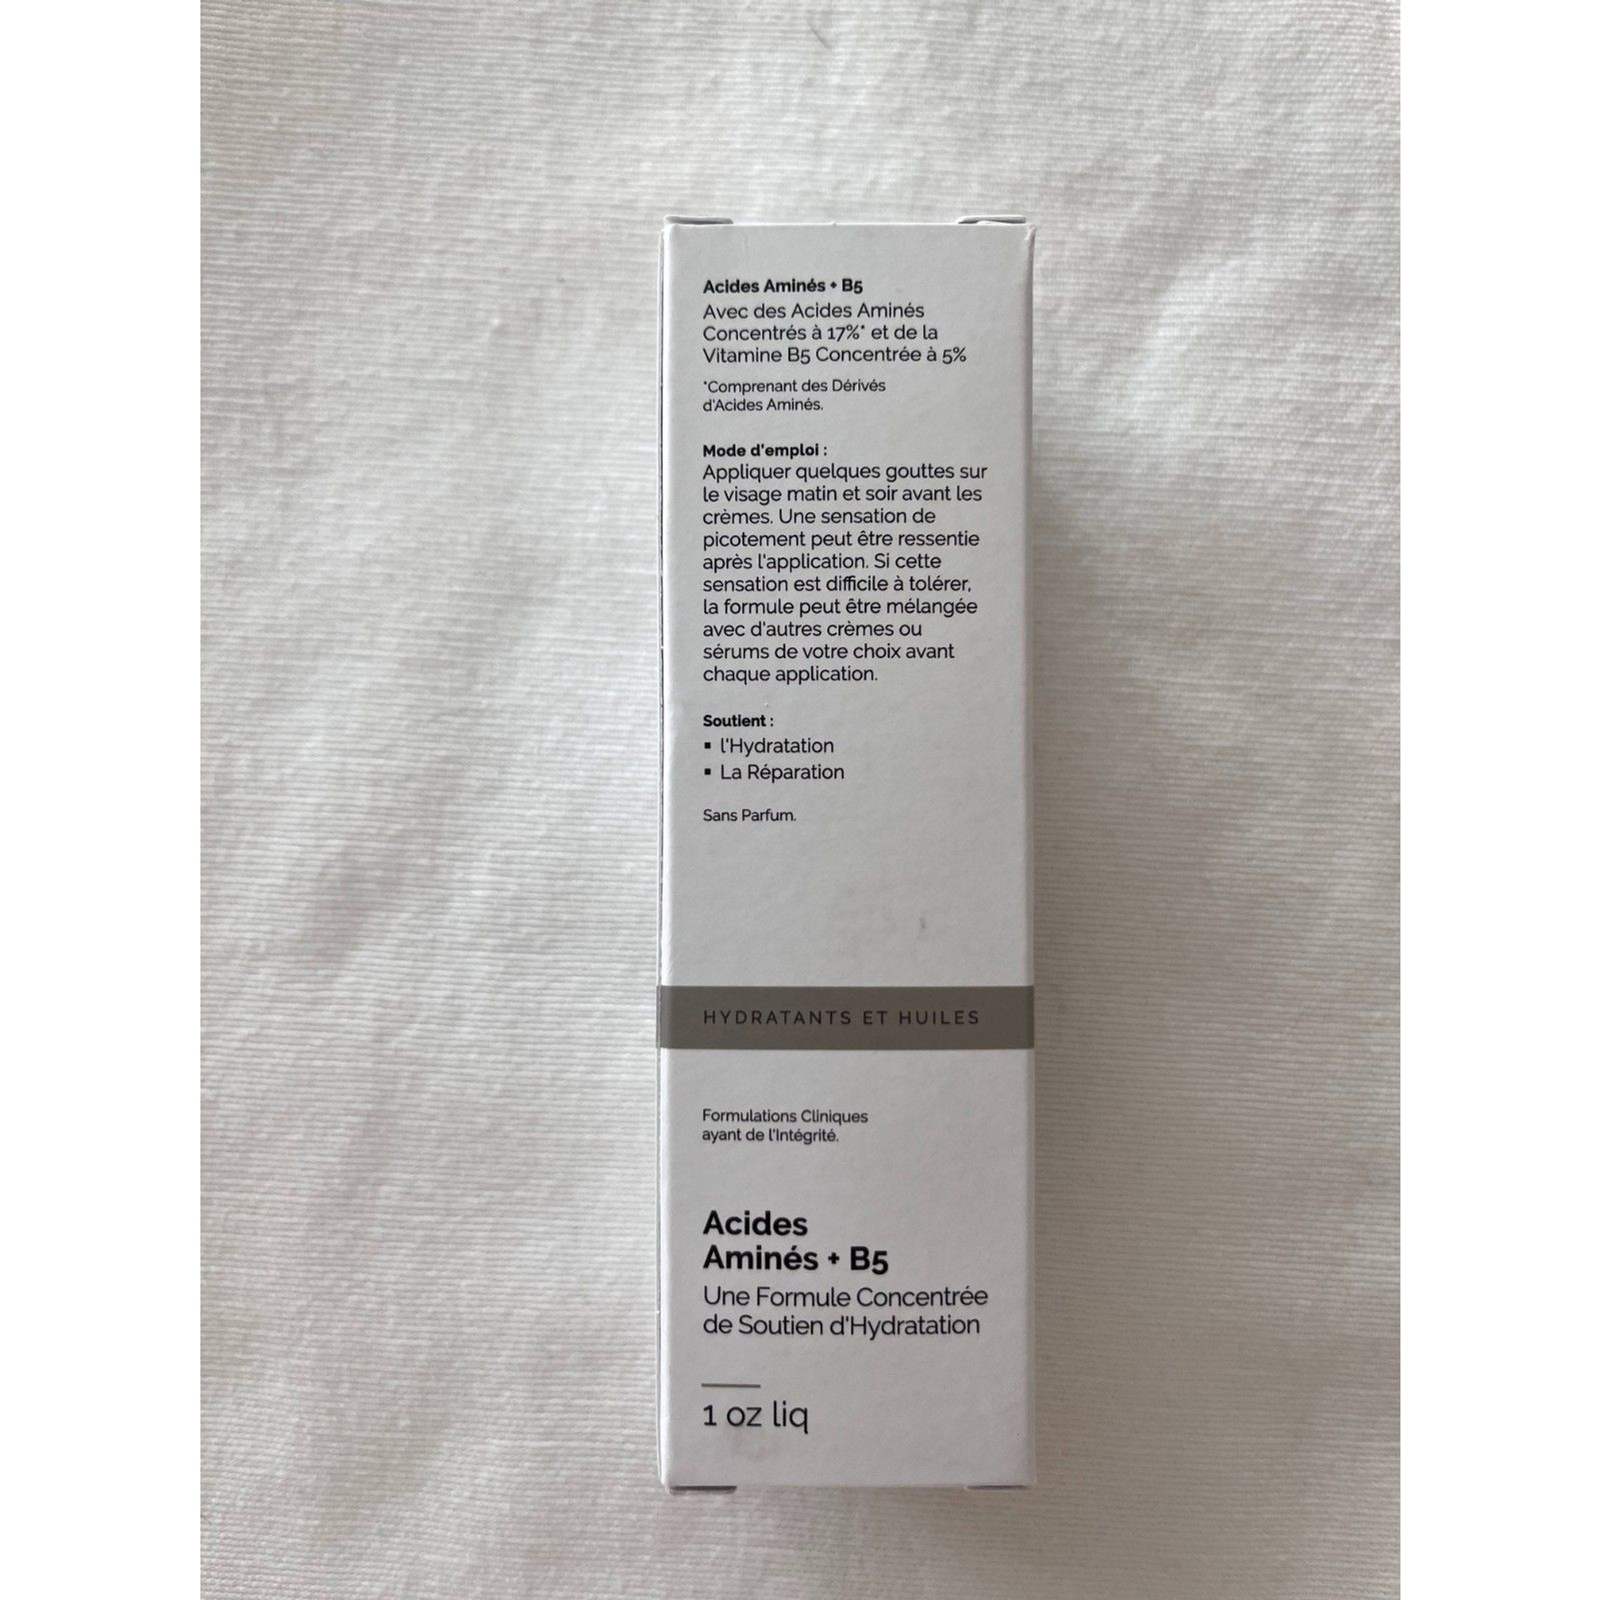 Acides Aminés + B5
Avec des Acides Aminés
Concentrés à 17%* et de la
Vitamine B5 Concentrée à 5%
*Comprenant des Dérivés
d'Acides Aminés.
Mode d'emploi :
Appliquer quelques gouttes sur
le visage matin et soir avant les
crèmes. Une sensation de
picotement peut être ressentie
après l'application. Si cette
sensation est difficile à tolérer,
la formule peut être mélangée
avec d'autres crèmes ou
sérums de votre choix avant
chaque application.
Soutient :
▪ l'Hydratation
▪ La Réparation
Sans Parfum.
HYDRATANTS ET HUILES
Formulations Cliniques
ayant de l'Intégrité.
Acides
Aminés + B5
Une Formule Concentrée
de Soutien d'Hydratation
1 oz liq